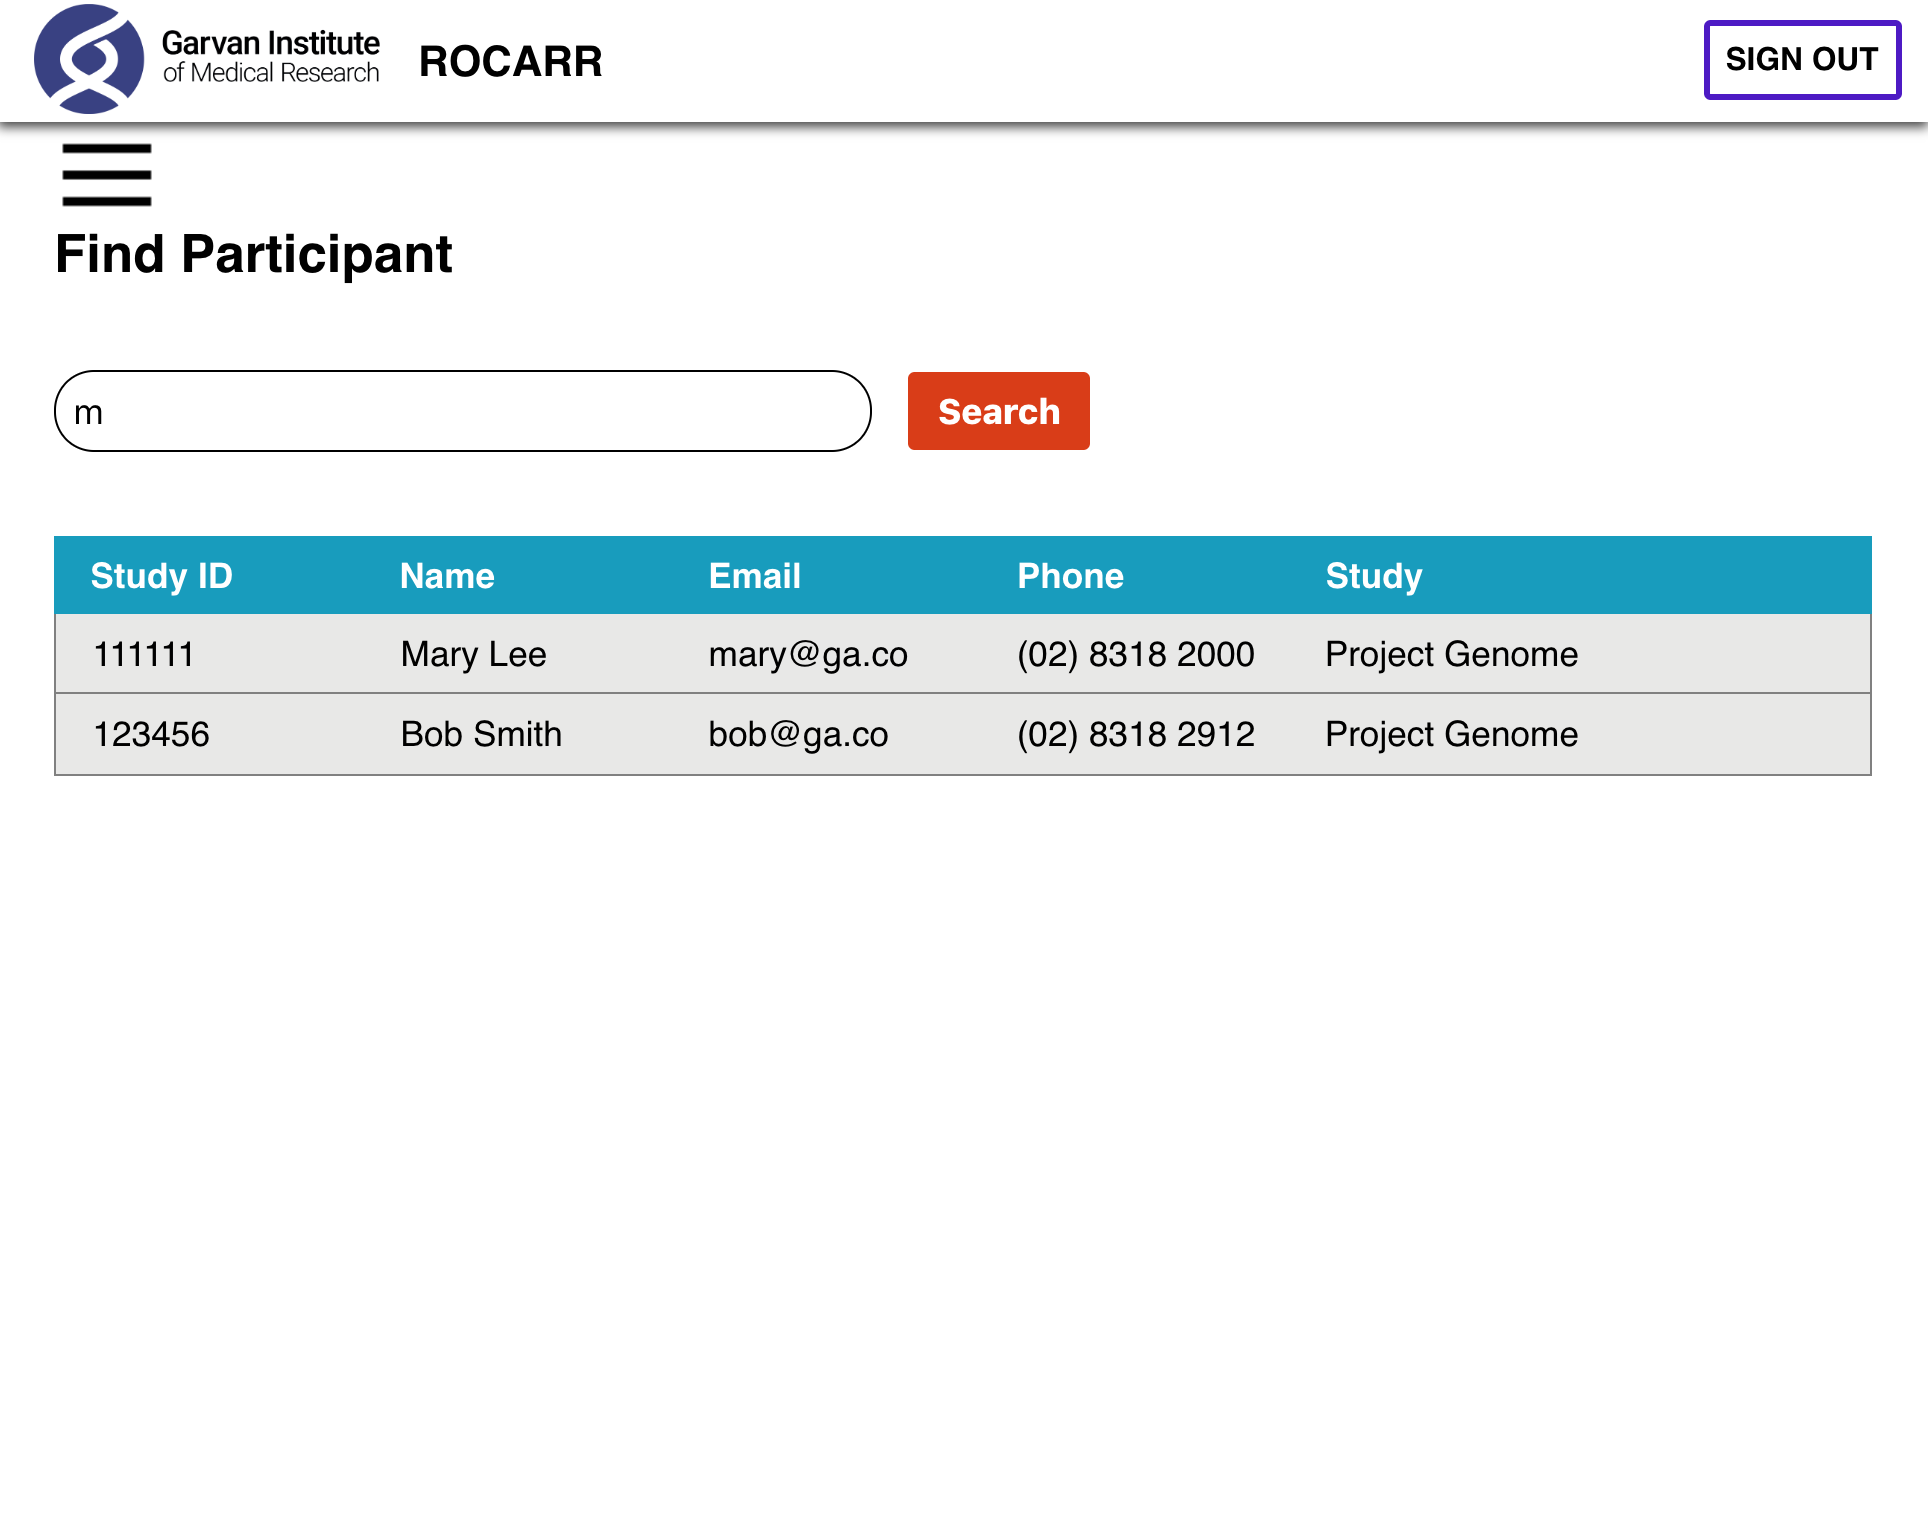 Garvan Institute
of Medical Research
ROCARR
SIGN OUT
Find Participant
m
Search
Study ID Name Email Phone Study
111111 Mary Lee mary@ga.co (02) 8318 2000 Project Genome
123456 Bob Smith bob@ga.co (02) 8318 2912 Project Genome